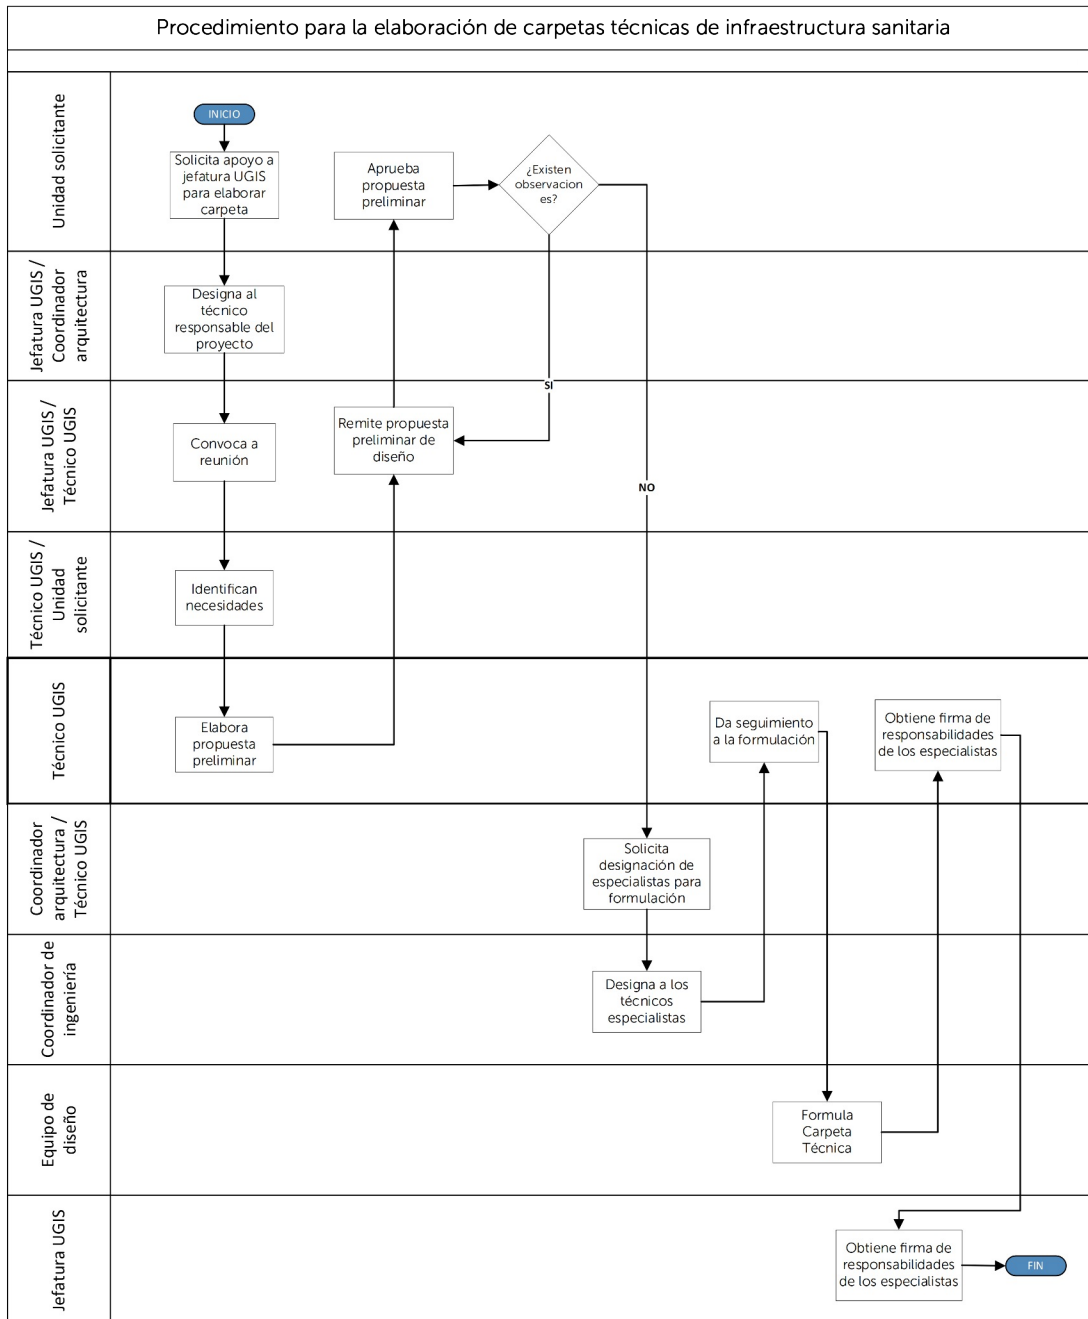 Procedimiento para la elaboración de carpetas técnicas de infraestructura sanitaria
Unidad solicitante
INICIO
Solicita apoyo a
jefatura UGIS
para elaborar
carpeta
Aprueba
propuesta
preliminar
¿Existen
observacion
es?
Jefatura UGIS /
Coordinador
arquitectura
Designa al
técnico
responsable del
proyecto
SI
Jefatura UGIS /
Técnico UGIS
Convoca a
reunión
Remite propuesta
preliminar de
diseño
NO
Técnico UGIS /
Unidad
solicitante
Identifican
necesidades
Técnico UGIS
Elabora
propuesta
preliminar
Da seguimiento
a la formulación
Obtiene firma de
responsabilidades
de los especialistas
Coordinador
arquitectura /
Técnico UGIS
Solicita
designación de
especialistas para
formulación
Coordinador de
ingeniería
Designa a los
técnicos
especialistas
Equipo de
diseño
Formula
Carpeta
Técnica
Jefatura UGIS
Obtiene firma de
responsabilidades
de los especialistas
FIN